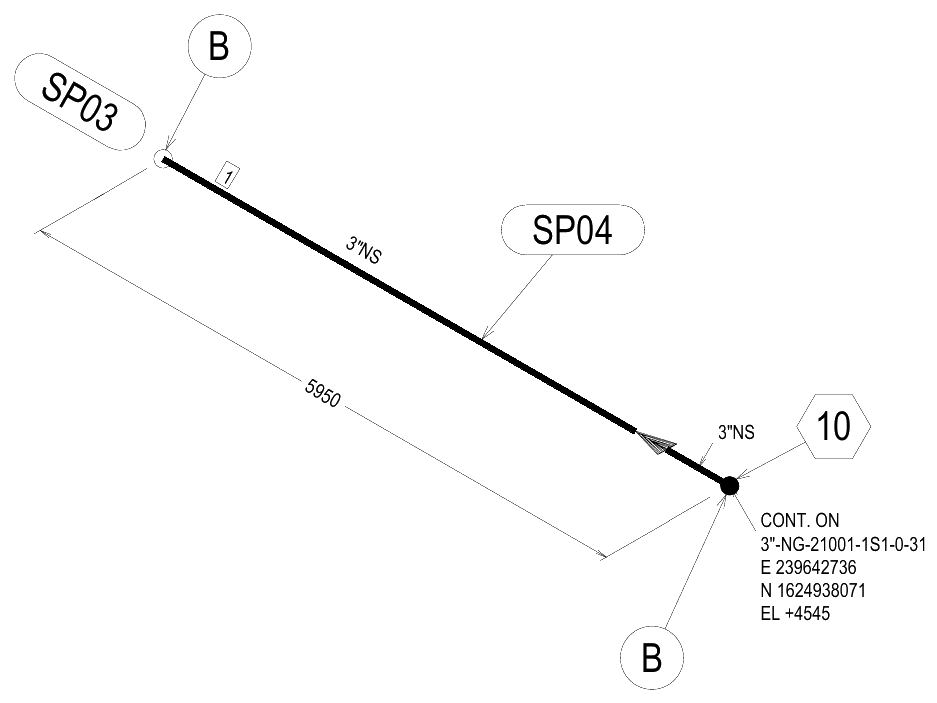 B
SP03
1
3"NS
SP04
5950
3"NS
10
CONT. ON
3"-NG-21001-1S1-0-31
E 239642736
N 1624938071
EL +4545
B